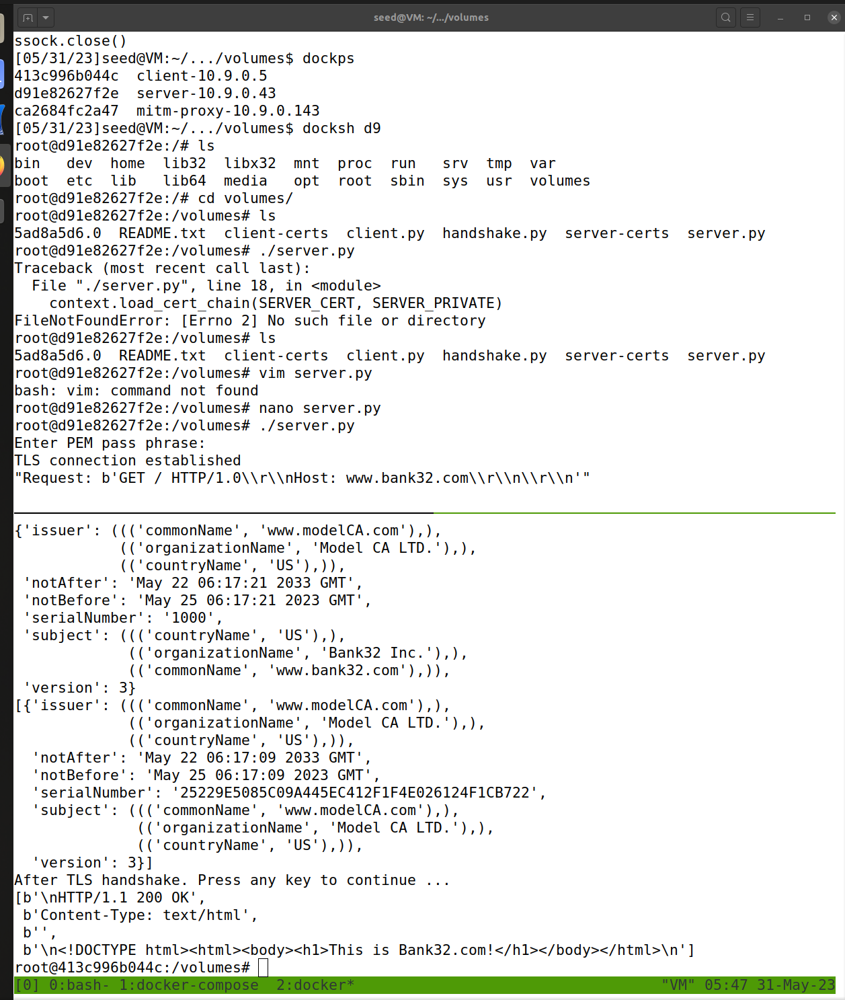 seed@VM: ~/.../volumes
ssock.close()
[05/31/23]seed@VM:~/.../volumes$ dockps
413c996b044c  client-10.9.0.5
d91e82627f2e  server-10.9.0.43
ca2684fc2a47  mitm-proxy-10.9.0.143
[05/31/23]seed@VM:~/.../volumes$ docksh d9
root@d91e82627f2e:/# ls
bin   dev  home  lib32  libx32  mnt  proc  run   srv  tmp  var
boot  etc  lib   lib64  media   opt  root  sbin  sys  usr  volumes
root@d91e82627f2e:/# cd volumes/
root@d91e82627f2e:/volumes# ls
5ad8a5d6.0  README.txt  client-certs  client.py  handshake.py  server-certs  server.py
root@d91e82627f2e:/volumes# ./server.py
Traceback (most recent call last):
  File "./server.py", line 18, in <module>
    context.load_cert_chain(SERVER_CERT, SERVER_PRIVATE)
FileNotFoundError: [Errno 2] No such file or directory
root@d91e82627f2e:/volumes# ls
5ad8a5d6.0  README.txt  client-certs  client.py  handshake.py  server-certs  server.py
root@d91e82627f2e:/volumes# vim server.py
bash: vim: command not found
root@d91e82627f2e:/volumes# nano server.py
root@d91e82627f2e:/volumes# ./server.py
Enter PEM pass phrase:
TLS connection established
"Request: b'GET / HTTP/1.0\\r\\nHost: www.bank32.com\\r\\n\\r\\n'"
{'issuer': ((('commonName', 'www.modelCA.com'),),
            (('organizationName', 'Model CA LTD.'),),
            (('countryName', 'US'),)),
 'notAfter': 'May 22 06:17:21 2033 GMT',
 'notBefore': 'May 25 06:17:21 2023 GMT',
 'serialNumber': '1000',
 'subject': ((('countryName', 'US'),),
             (('organizationName', 'Bank32 Inc.'),),
             (('commonName', 'www.bank32.com'),)),
 'version': 3}
[{'issuer': ((('commonName', 'www.modelCA.com'),),
             (('organizationName', 'Model CA LTD.'),),
             (('countryName', 'US'),)),
  'notAfter': 'May 22 06:17:09 2033 GMT',
  'notBefore': 'May 25 06:17:09 2023 GMT',
  'serialNumber': '25229E5085C09A445EC412F1F4E026124F1CB722',
  'subject': ((('commonName', 'www.modelCA.com'),),
              (('organizationName', 'Model CA LTD.'),),
              (('countryName', 'US'),)),
  'version': 3}]
After TLS handshake. Press any key to continue ...
[b'\nHTTP/1.1 200 OK',
 b'Content-Type: text/html',
 b'',
 b'\n<!DOCTYPE html><html><body><h1>This is Bank32.com!</h1></body></html>\n']
root@413c996b044c:/volumes#
[0] 0:bash- 1:docker-compose  2:docker*  "VM" 05:47 31-May-23